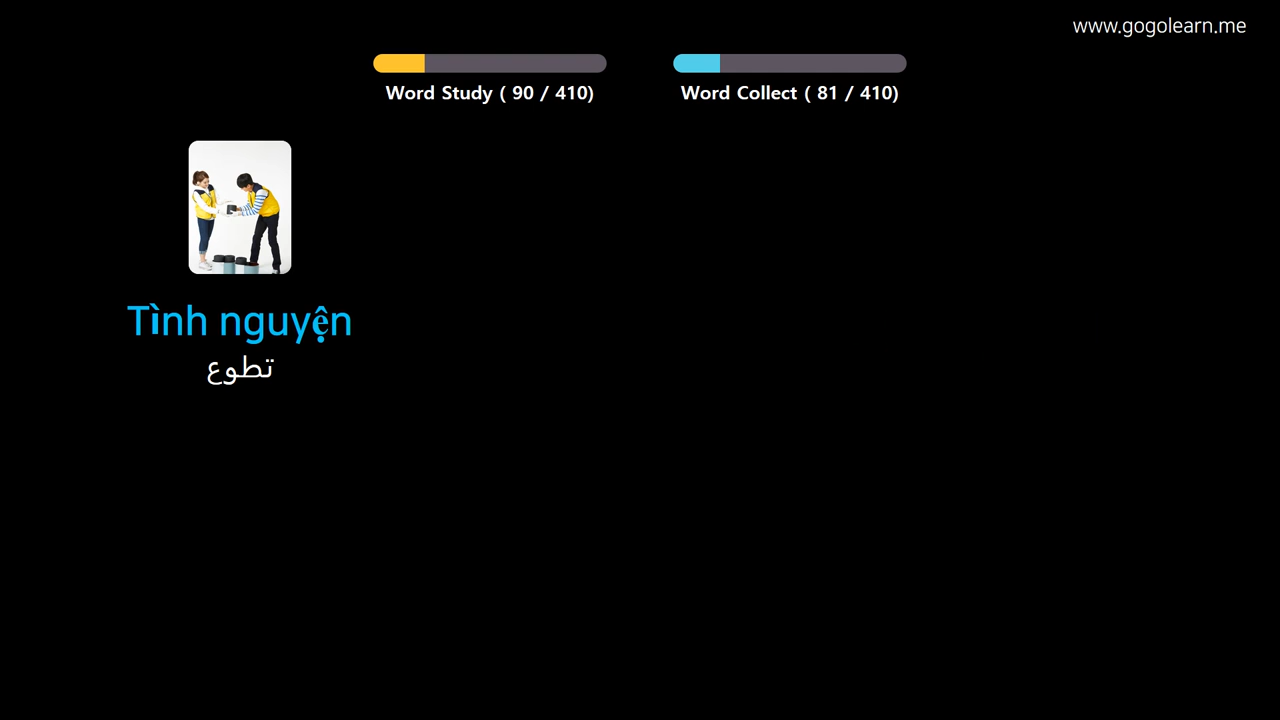 www.gogolearn.me
Word Study ( 90 / 410)
Word Collect ( 81 / 410)
Tình nguyện
تطوع